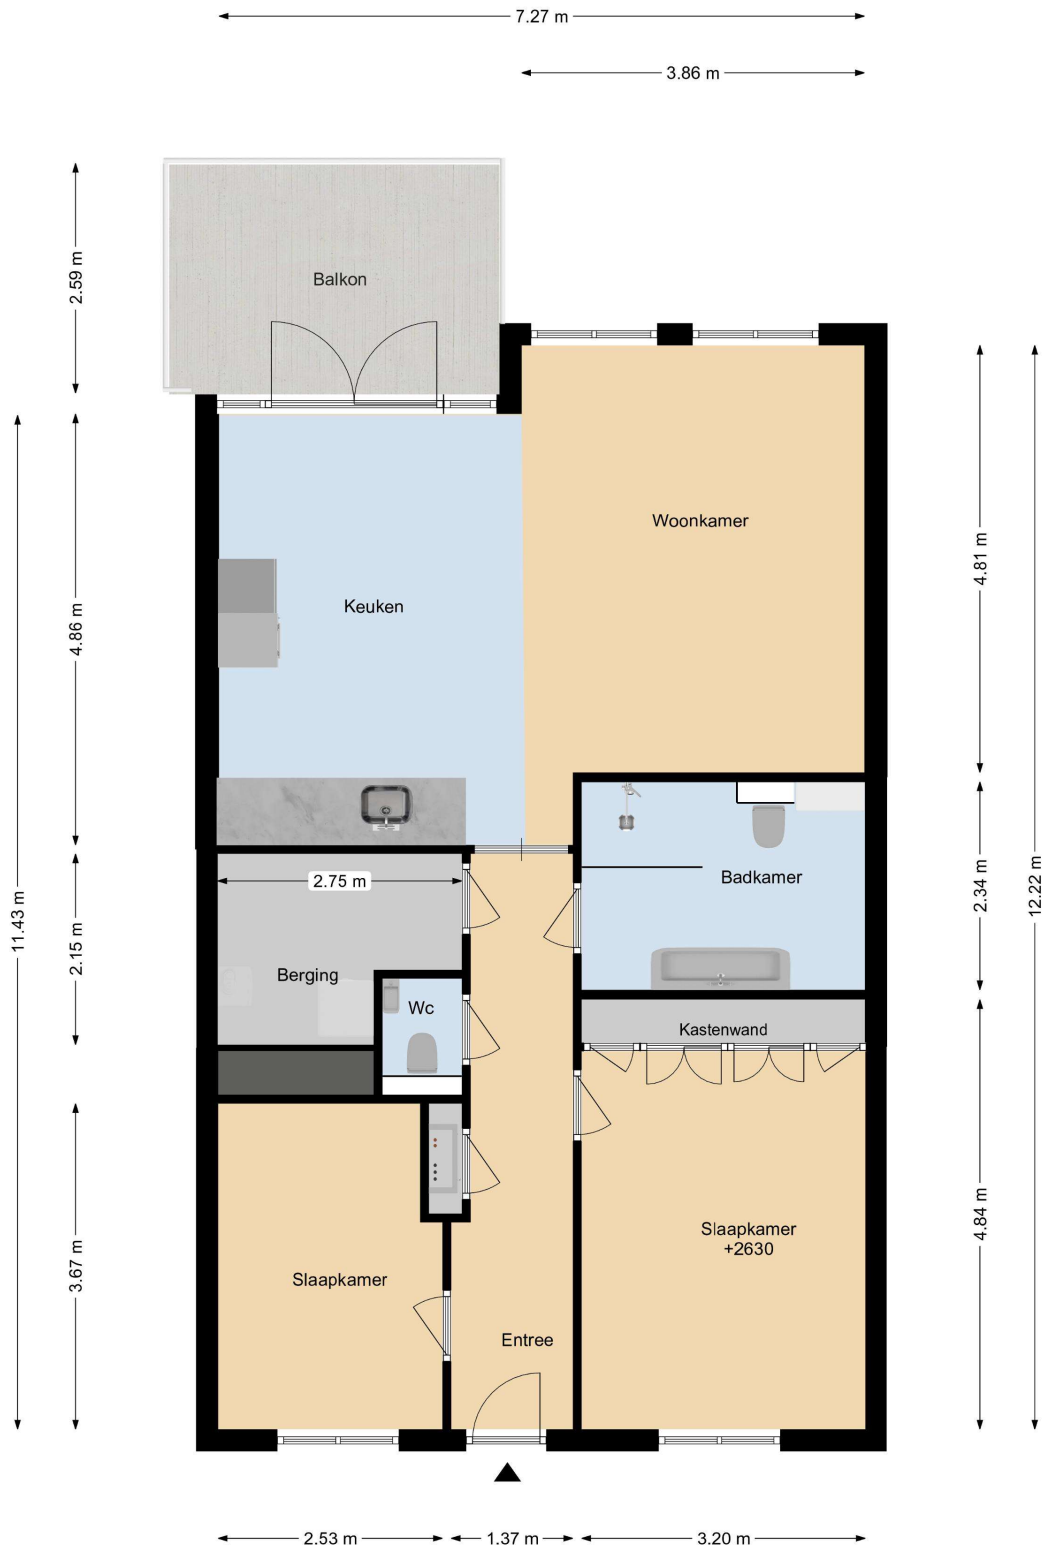 7.27 m
3.86 m
2.59 m
Balkon
Woonkamer
4.81 m
Keuken
4.86 m
11.43 m
12.22 m
2.75 m
Badkamer
2.34 m
2.15 m
Berging
Wc
Kastenwand
4.84 m
Slaapkamer
+2630
3.67 m
Slaapkamer
Entree
2.53 m
1.37 m
3.20 m